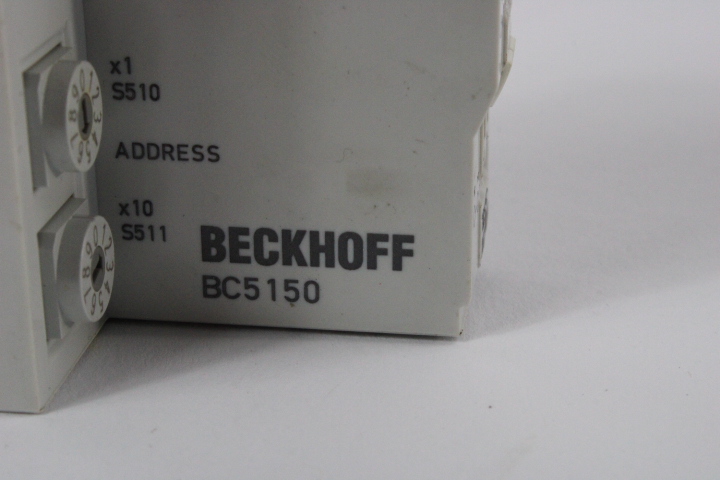 x1
S510
ADDRESS
x10
S511
BECKHOFF
BC5150